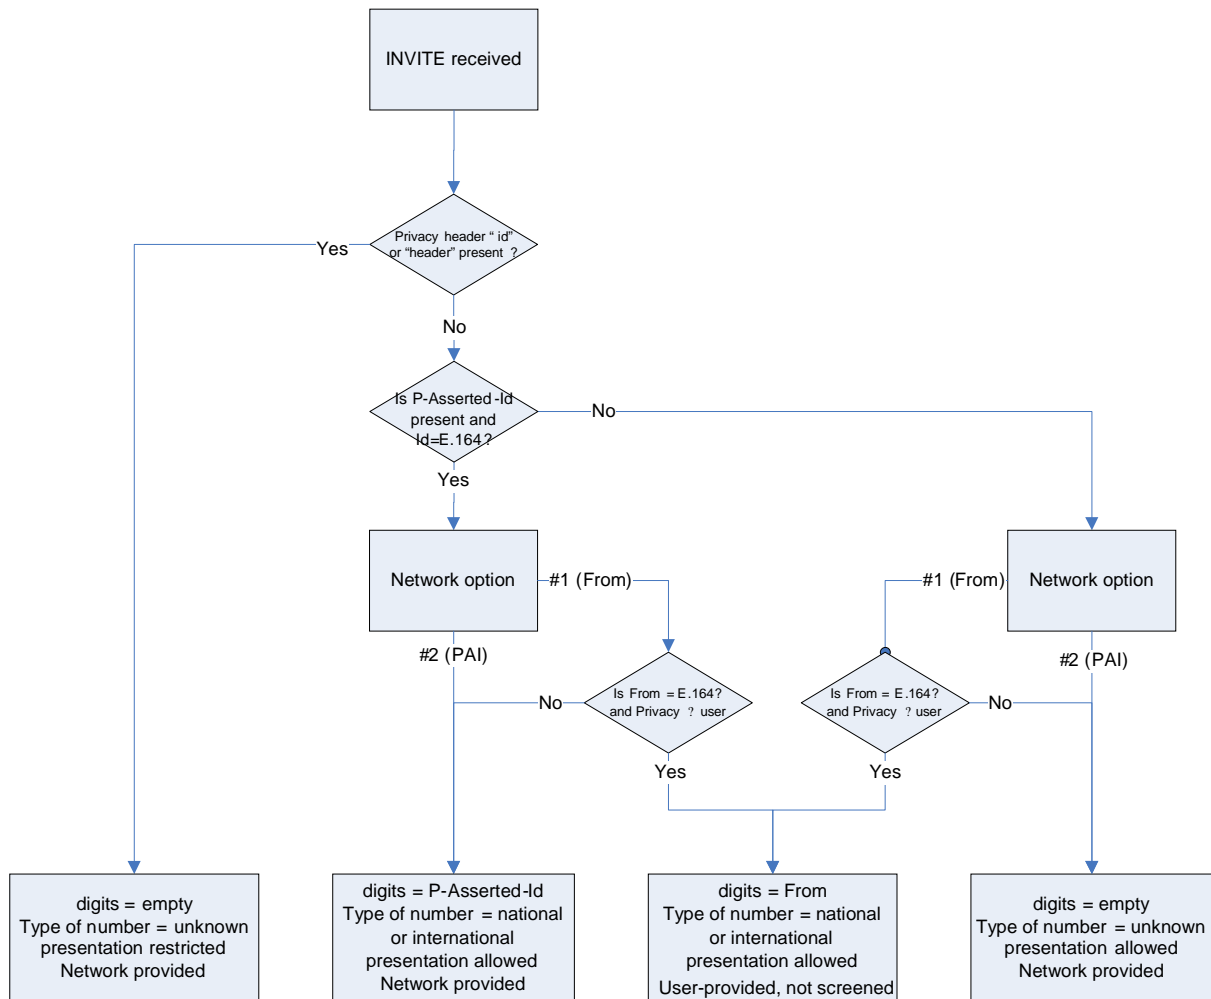 INVITE received
Privacy header “ id”
or “header” present ?
Yes
No
Is P-Asserted-Id
present and
Id=E.164?
No
Yes
Network option
#1 (From)
#1 (From)
Network option
#2 (PAI)
#2 (PAI)
Is From = E.164?
and Privacy ? user
No
Is From = E.164?
and Privacy ? user
No
Yes
Yes
digits = empty
Type of number = unknown
presentation restricted
Network provided
digits = P-Asserted-Id
Type of number = national
or international
presentation allowed
Network provided
digits = From
Type of number = national
or international
presentation allowed
User-provided, not screened
digits = empty
Type of number = unknown
presentation allowed
Network provided